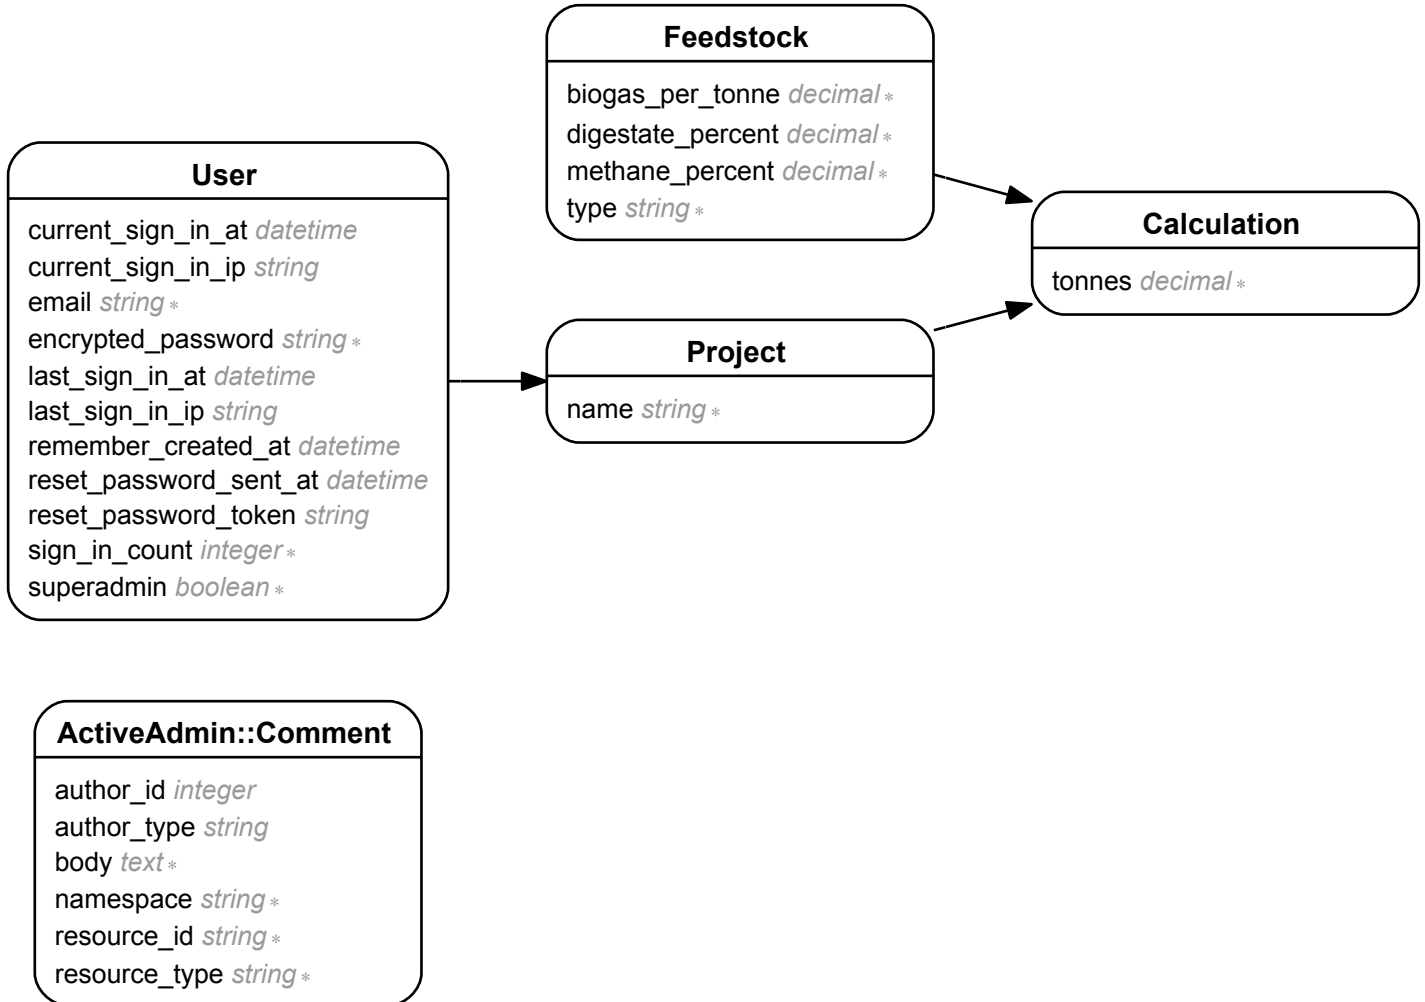 Feedstock
biogas_per_tonne decimal *
digestate_percent decimal *
methane_percent decimal *
type string *
User
current_sign_in_at datetime
current_sign_in_ip string
email string *
encrypted_password string *
last_sign_in_at datetime
last_sign_in_ip string
remember_created_at datetime
reset_password_sent_at datetime
reset_password_token string
sign_in_count integer *
superadmin boolean *
Calculation
tonnes decimal *
Project
name string *
ActiveAdmin::Comment
author_id integer
author_type string
body text *
namespace string *
resource_id string *
resource_type string *